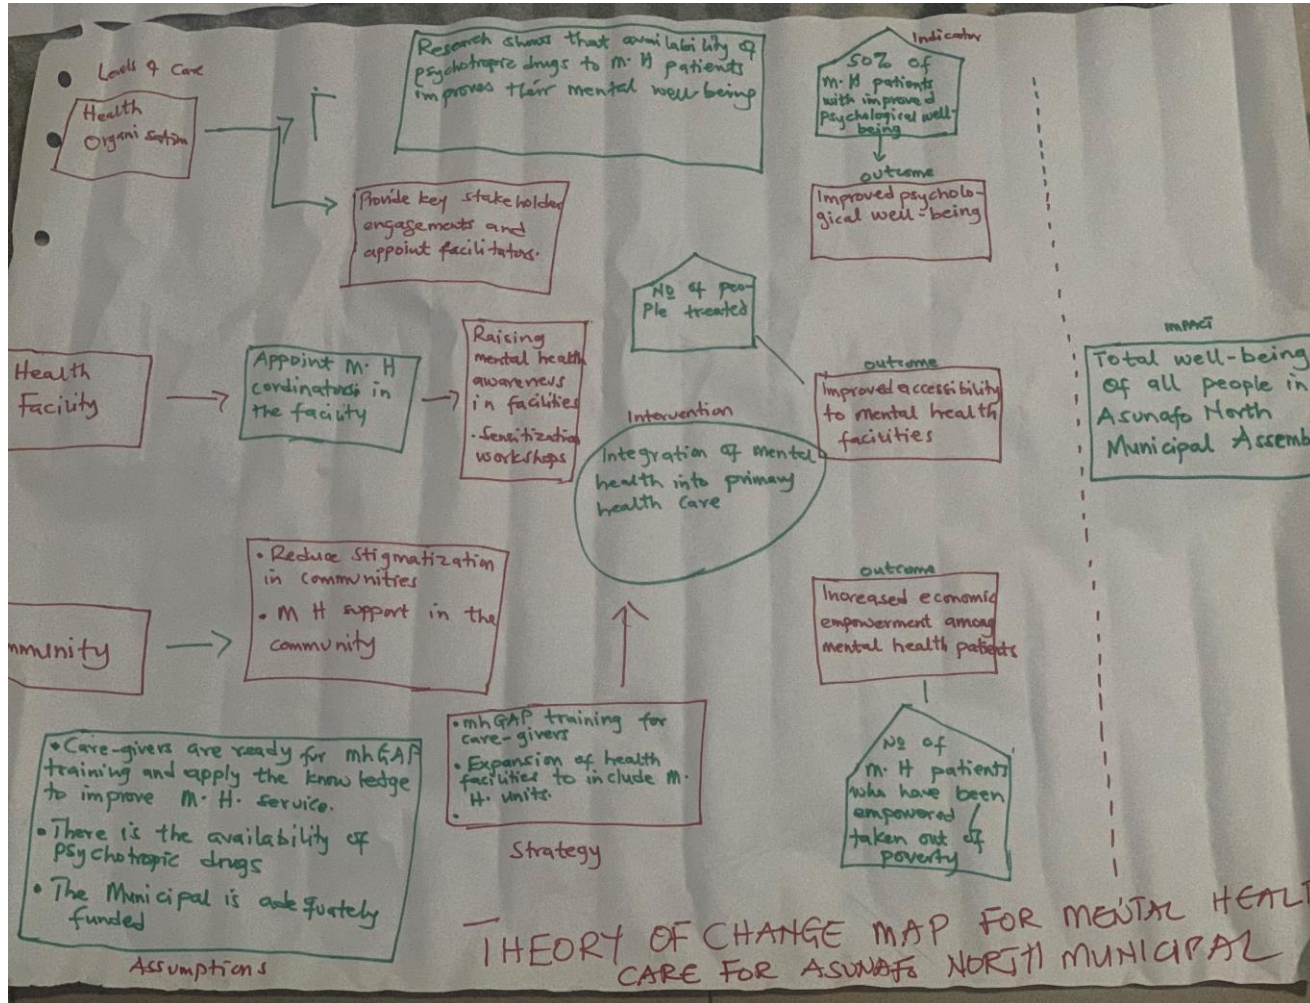 Levels of Care
Health
Organisation
Research shows that availability of
psychotropic drugs to M.H patients
improves their mental well-being
Indicator
50% of
M.H patients
with improved
psychological well-
being
outcome
Improved psycholo-
gical well-being
Provide key stakeholder
engagements and
appoint facilitators.
No of peo-
ple treated
Health
Facility
Appoint M.H
cordinators in
the facility
Raising
mental health
awareness
in facilities
• Sensitization
workshops
outcome
Improved accessibility
to mental health
facilities
IMPACT
Total well-being
of all people in
Asunafo North
Municipal Assemb
Intervention
Integration of mental
health into primary
health care
mmunity
• Reduce Stigmatization
in communities
• M H support in the
community
outcome
Increased economic
empowerment among
mental health patients
• mhGAP training for
care-givers
• Expansion of health
facilities to include M.
H. units.
•
Strategy
No of
M.H patients
who have been
empowered /
taken out of
poverty
• Care-givers are ready for mhGAP
training and apply the knowledge
to improve M.H. service.
• There is the availability of
psychotropic drugs
• The Municipal is adequately
funded
Assumptions
THEORY OF CHANGE MAP FOR MENTAL HEALT
CARE FOR ASUNAFO NORTH MUNICIPAL